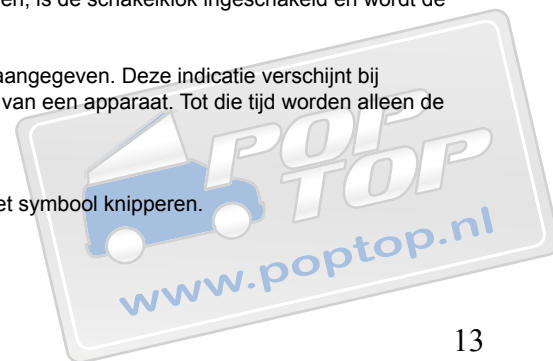 en, is de schakelklok ingeschakeld en wordt de
aangegeven. Deze indicatie verschijnt bij
van een apparaat. Tot die tijd worden alleen de
et symbool knipperen.
POP
TOP
www.poptop.nl
13